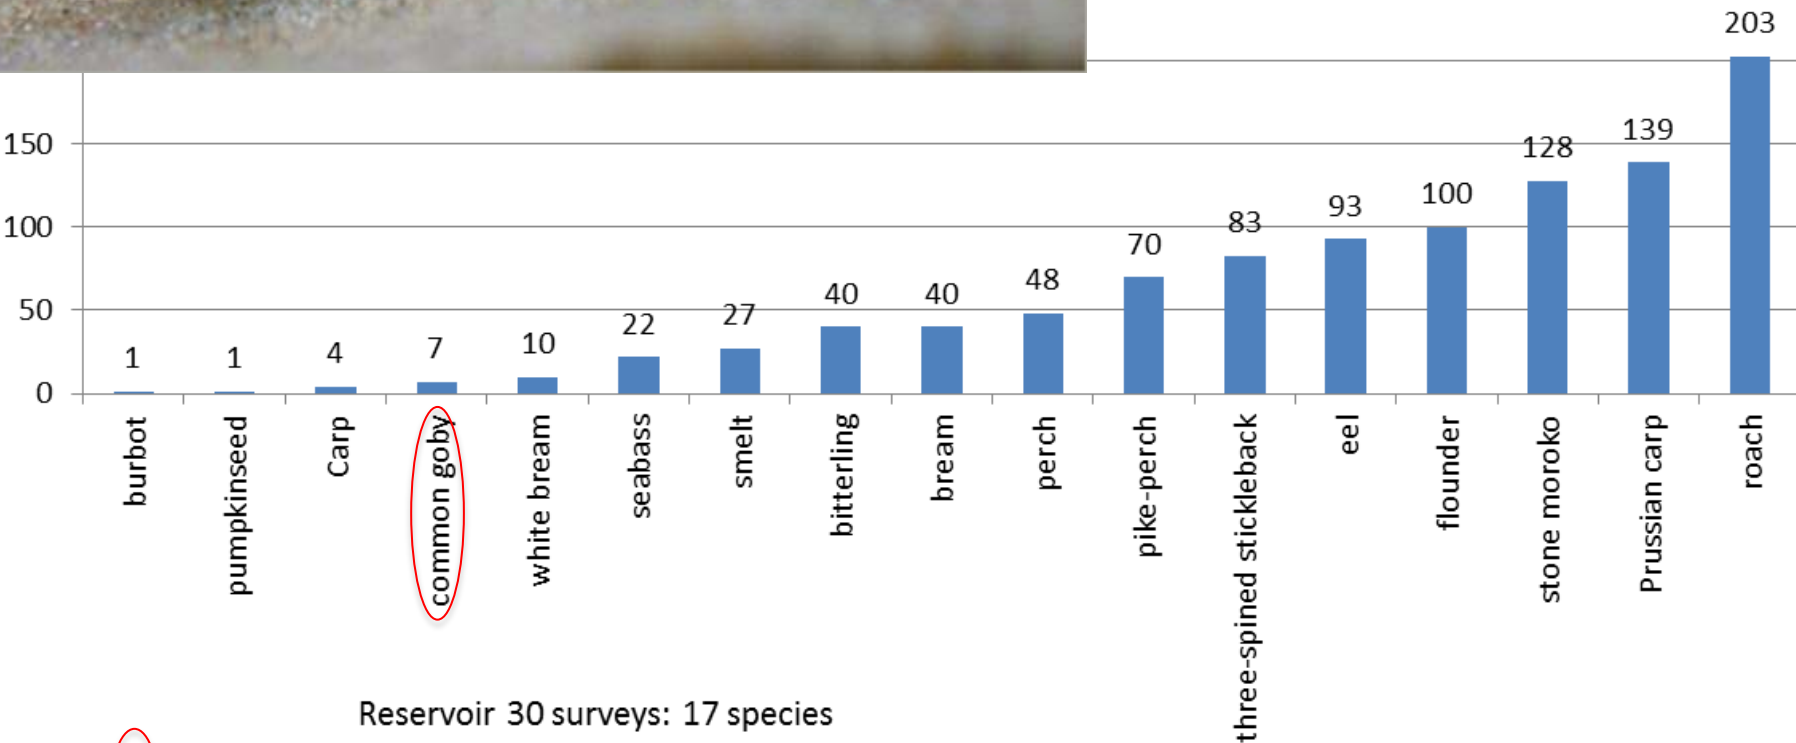 203
150
139
128
100
100
93
83
70
50
48
40
40
27
22
10
7
4
1
1
0
burbot
pumpkinseed
Carp
common goby
white bream
seabass
smelt
bitterling
bream
perch
pike-perch
three-spined stickleback
eel
flounder
stone moroko
Prussian carp
roach
Reservoir 30 surveys: 17 species